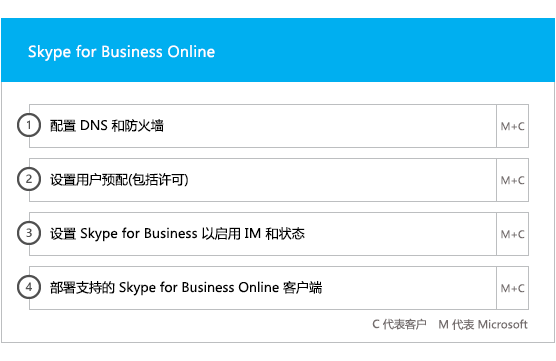 Skype for Business Online
1 配置 DNS 和防火墙 M+C
2 设置用户预配(包括许可) M+C
3 设置 Skype for Business 以启用 IM 和状态 M+C
4 部署支持的 Skype for Business Online 客户端 M+C
C 代表客户 M 代表 Microsoft